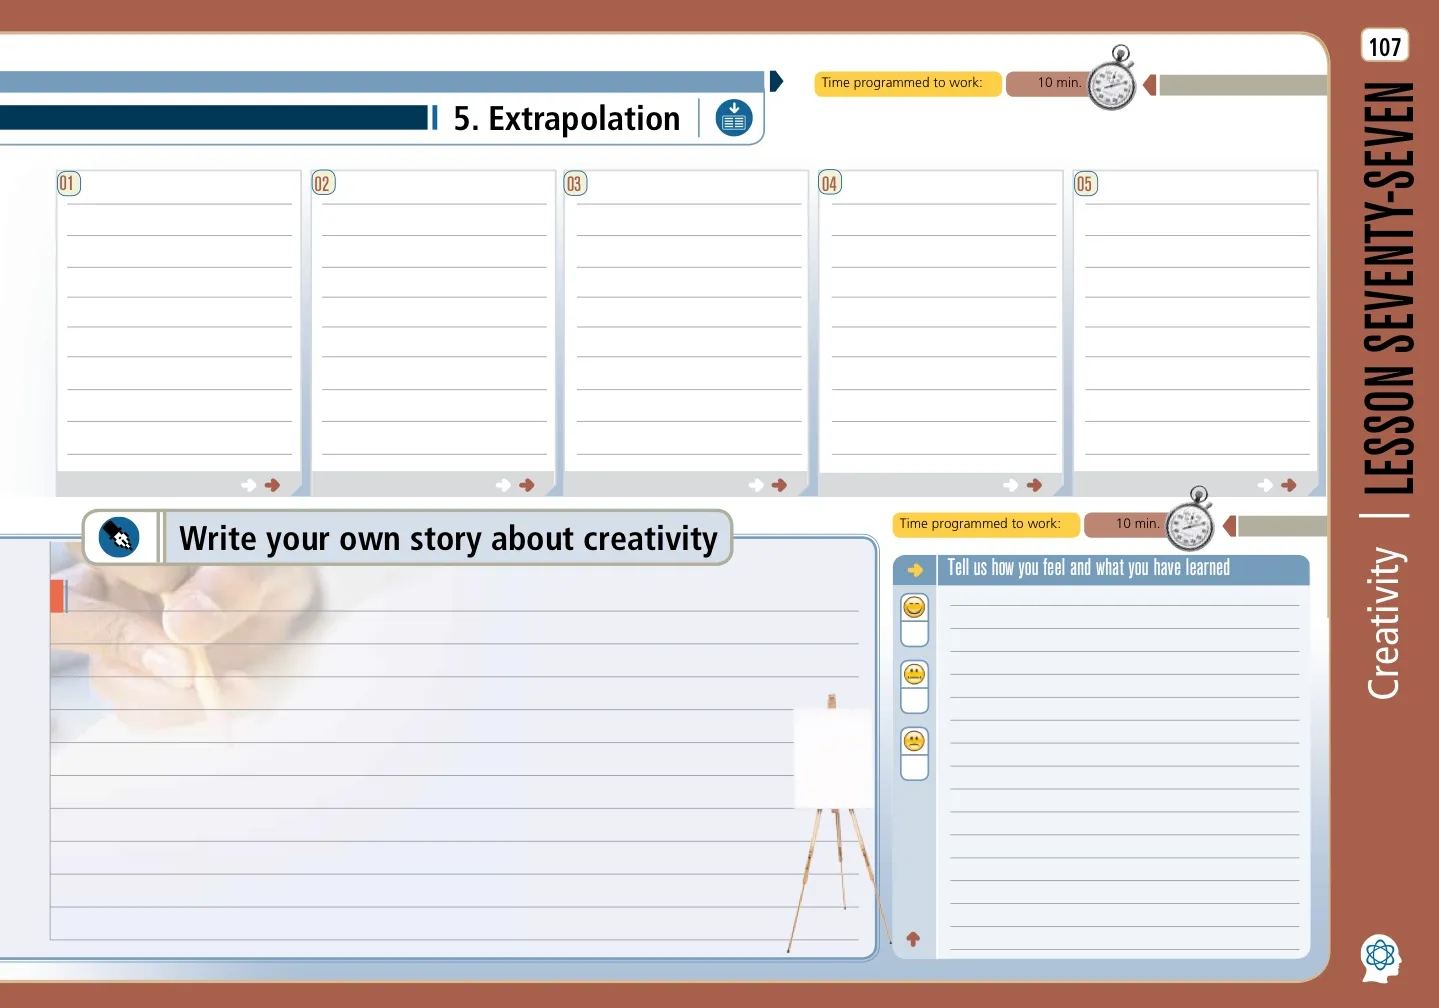 107
Time programmed to work:
10 min.
5. Extrapolation
01
02
03
04
05
Write your own story about creativity
Time programmed to work:
10 min.
Tell us how you feel and what you have learned
LESSON SEVENTY-SEVEN
Creativity